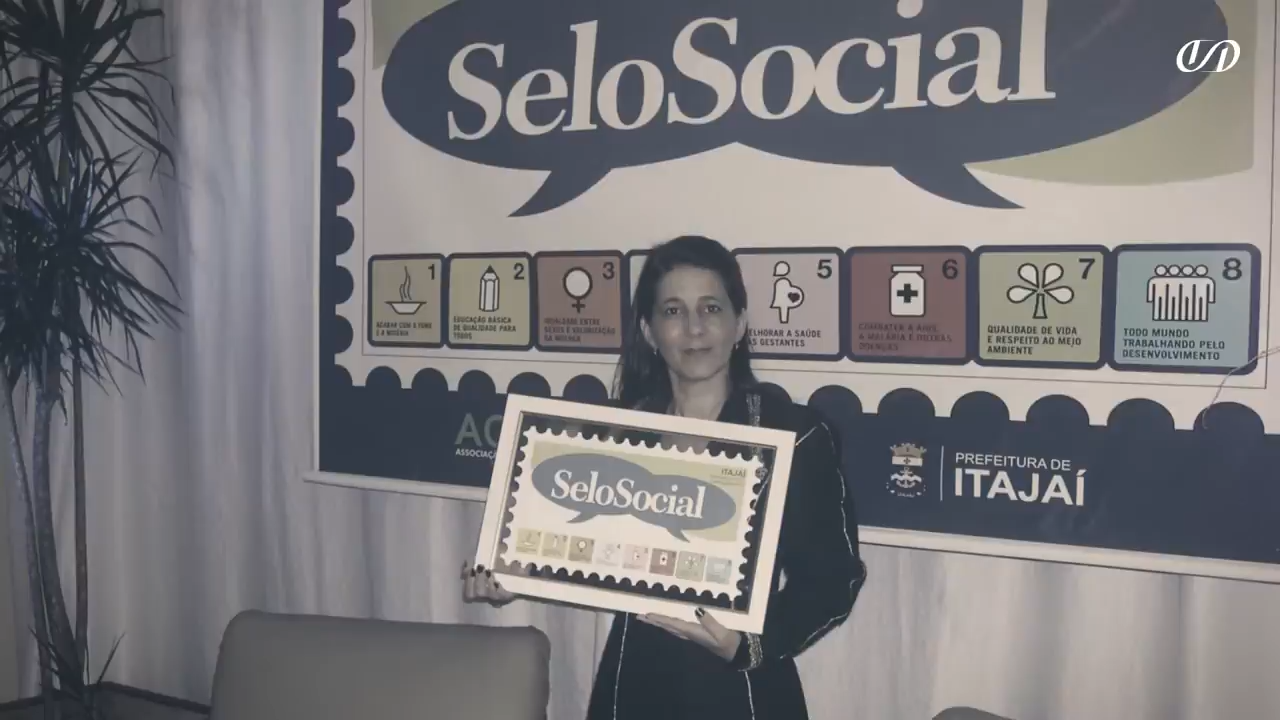 SeloSocial
1
ACABAR COM A FOME
E A MISÉRIA
2
EDUCAÇÃO BÁSICA
DE QUALIDADE PARA
TODOS
3
IGUALDADE ENTRE
SEXOS E VALORIZAÇÃO
DA MULHER
5
MELHORAR A SAÚDE
AS GESTANTES
6
COMBATER A AIDS,
A MALÁRIA E OUTRAS
DOENÇAS
7
QUALIDADE DE VIDA
E RESPEITO AO MEIO
AMBIENTE
8
TODO MUNDO
TRABALHANDO PELO
DESENVOLVIMENTO
PREFEITURA DE
ITAJAÍ
ITAJAÍ
SeloSocial